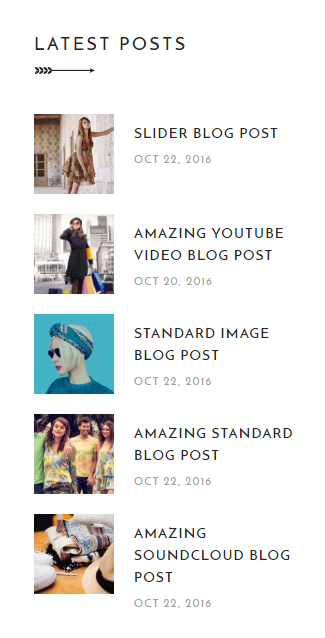 LATEST POSTS
SLIDER BLOG POST
OCT 22, 2016
AMAZING YOUTUBE
VIDEO BLOG POST
OCT 20, 2016
STANDARD IMAGE
BLOG POST
OCT 22, 2016
AMAZING STANDARD
BLOG POST
OCT 22, 2016
AMAZING
SOUNDCLOUD BLOG
POST
OCT 22, 2016